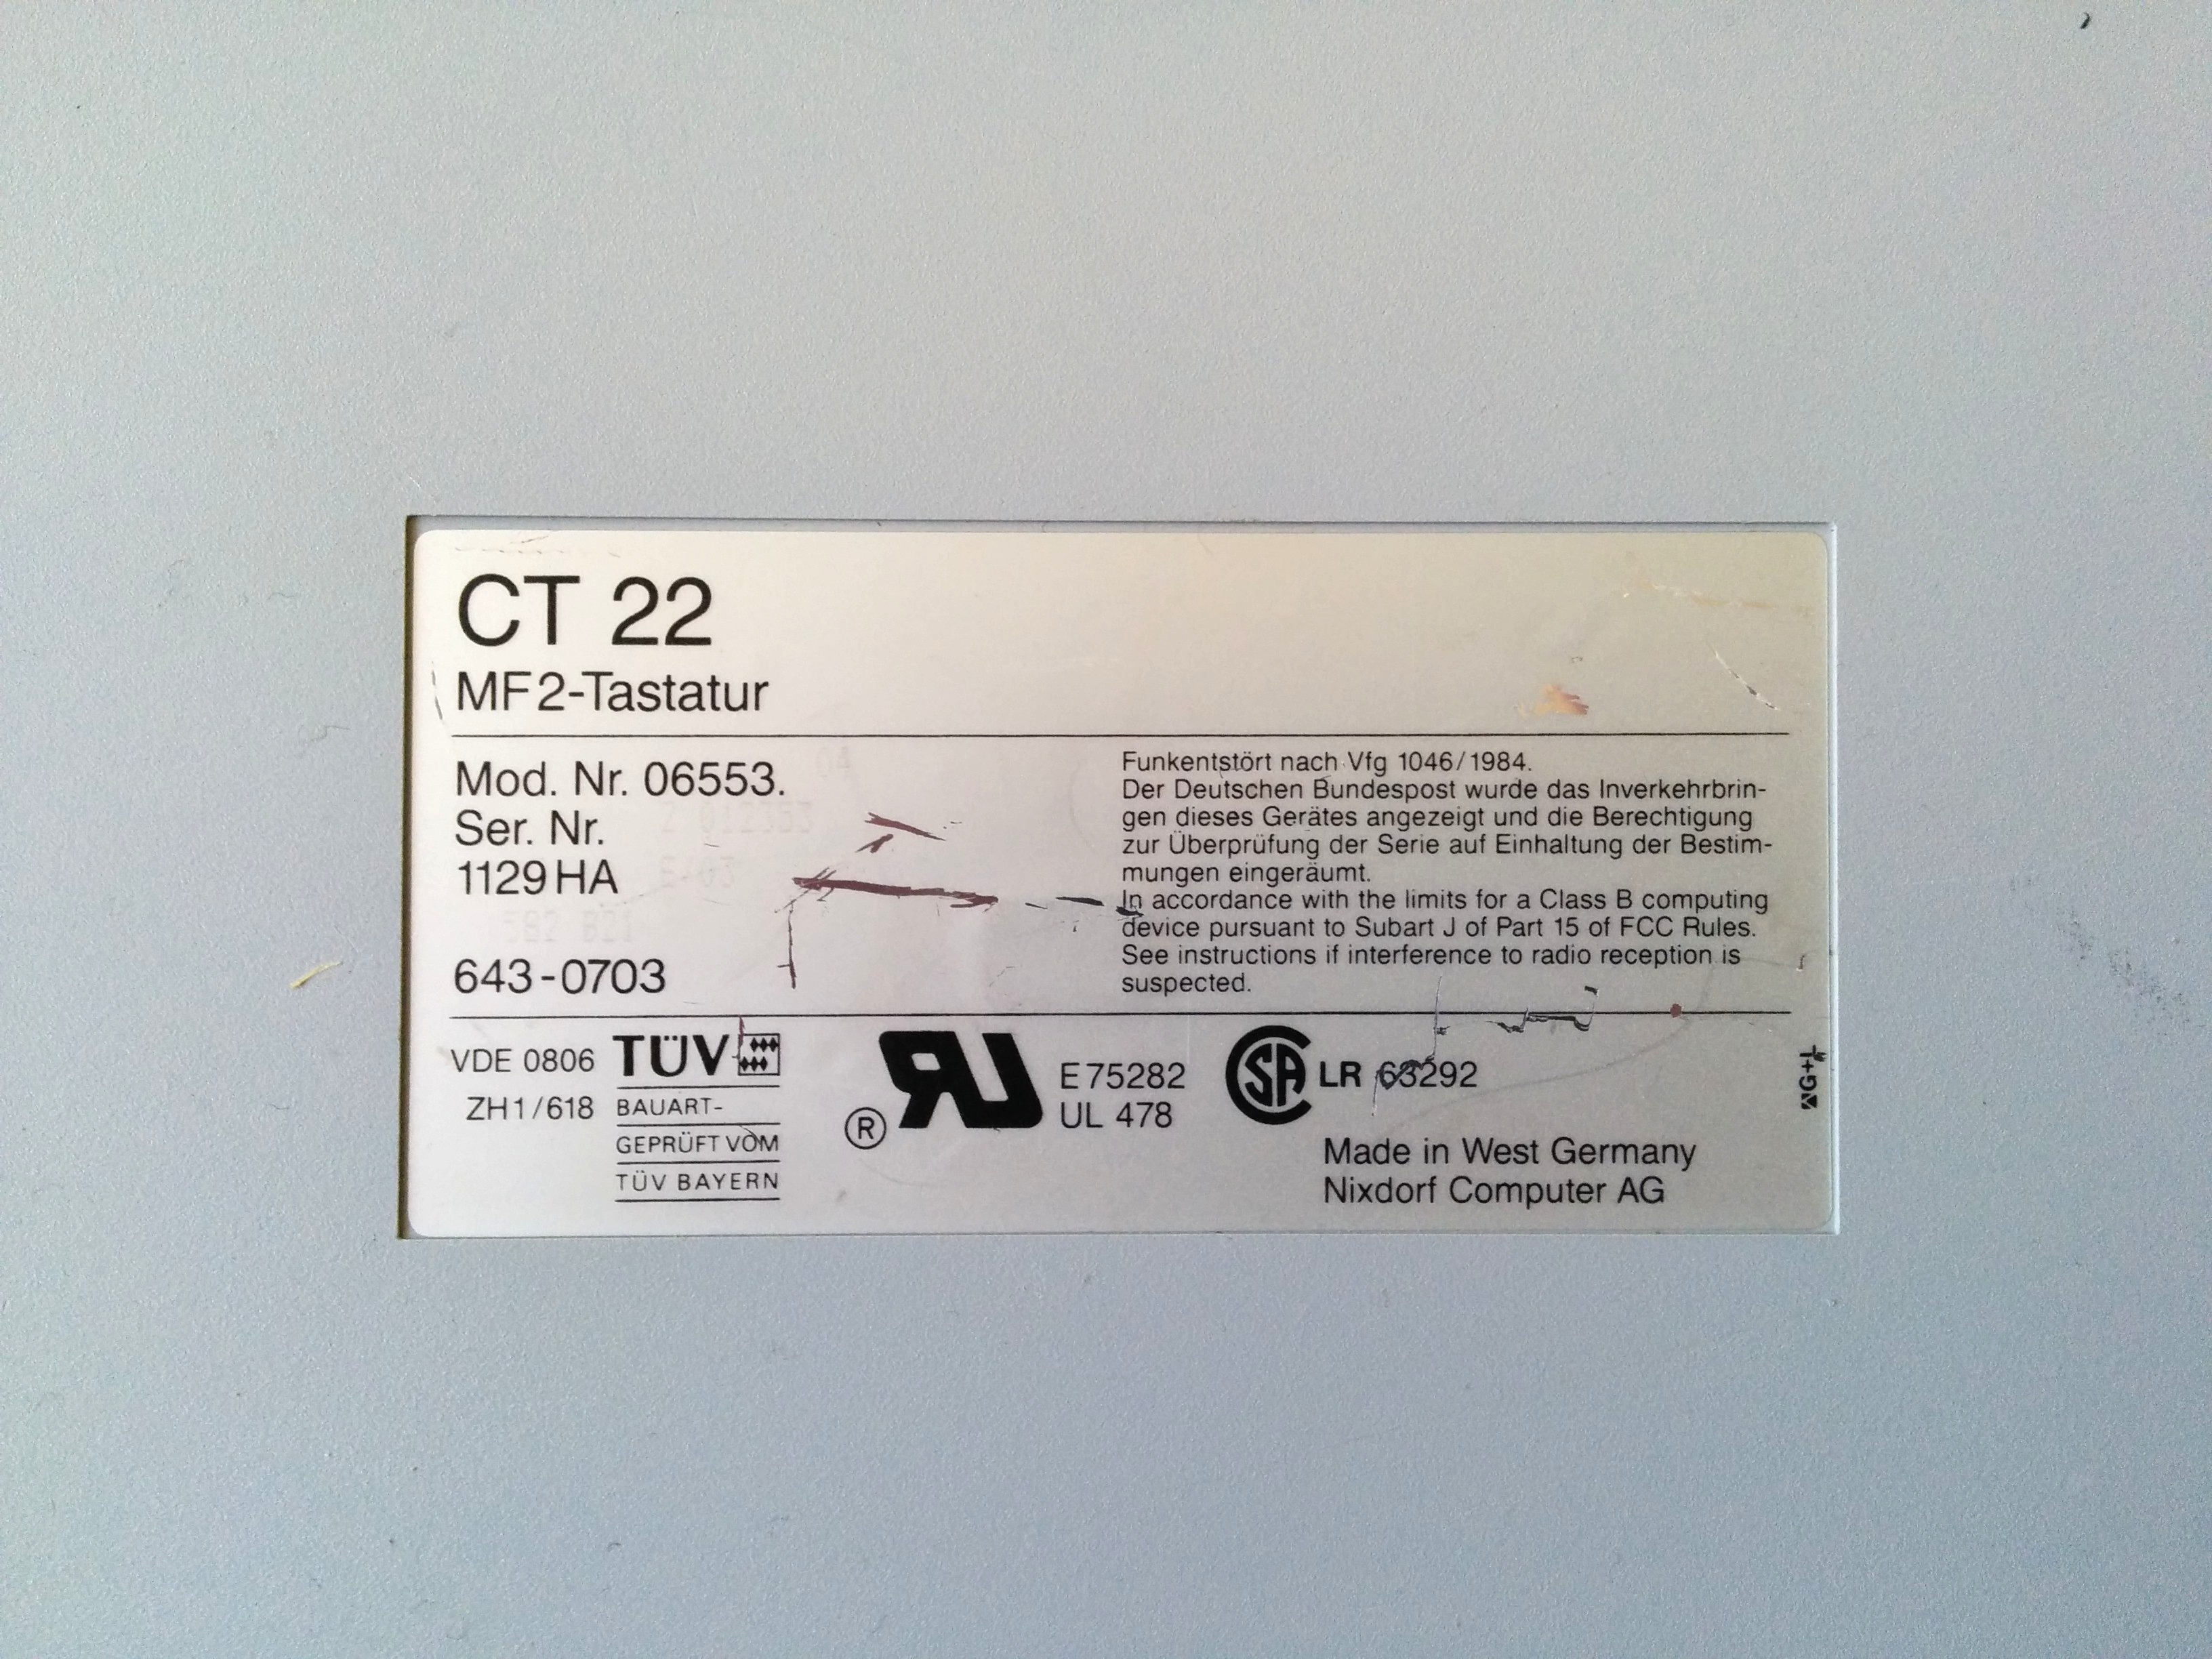 CT 22
MF2-Tastatur
Mod. Nr. 06553.
Ser. Nr.
1129 HA
643-0703
Funkentstört nach Vfg 1046/1984.
Der Deutschen Bundespost wurde das Inverkehrbrin-
gen dieses Gerätes angezeigt und die Berechtigung
zur Überprüfung der Serie auf Einhaltung der Bestim-
mungen eingeräumt.
In accordance with the limits for a Class B computing
device pursuant to Subart J of Part 15 of FCC Rules.
See instructions if interference to radio reception is
suspected.
VDE 0806
ZH1/618
TÜV
BAUART-
GEPRÜFT VOM
TÜV BAYERN
®
E75282
UL 478
LR 63292
Made in West Germany
Nixdorf Computer AG